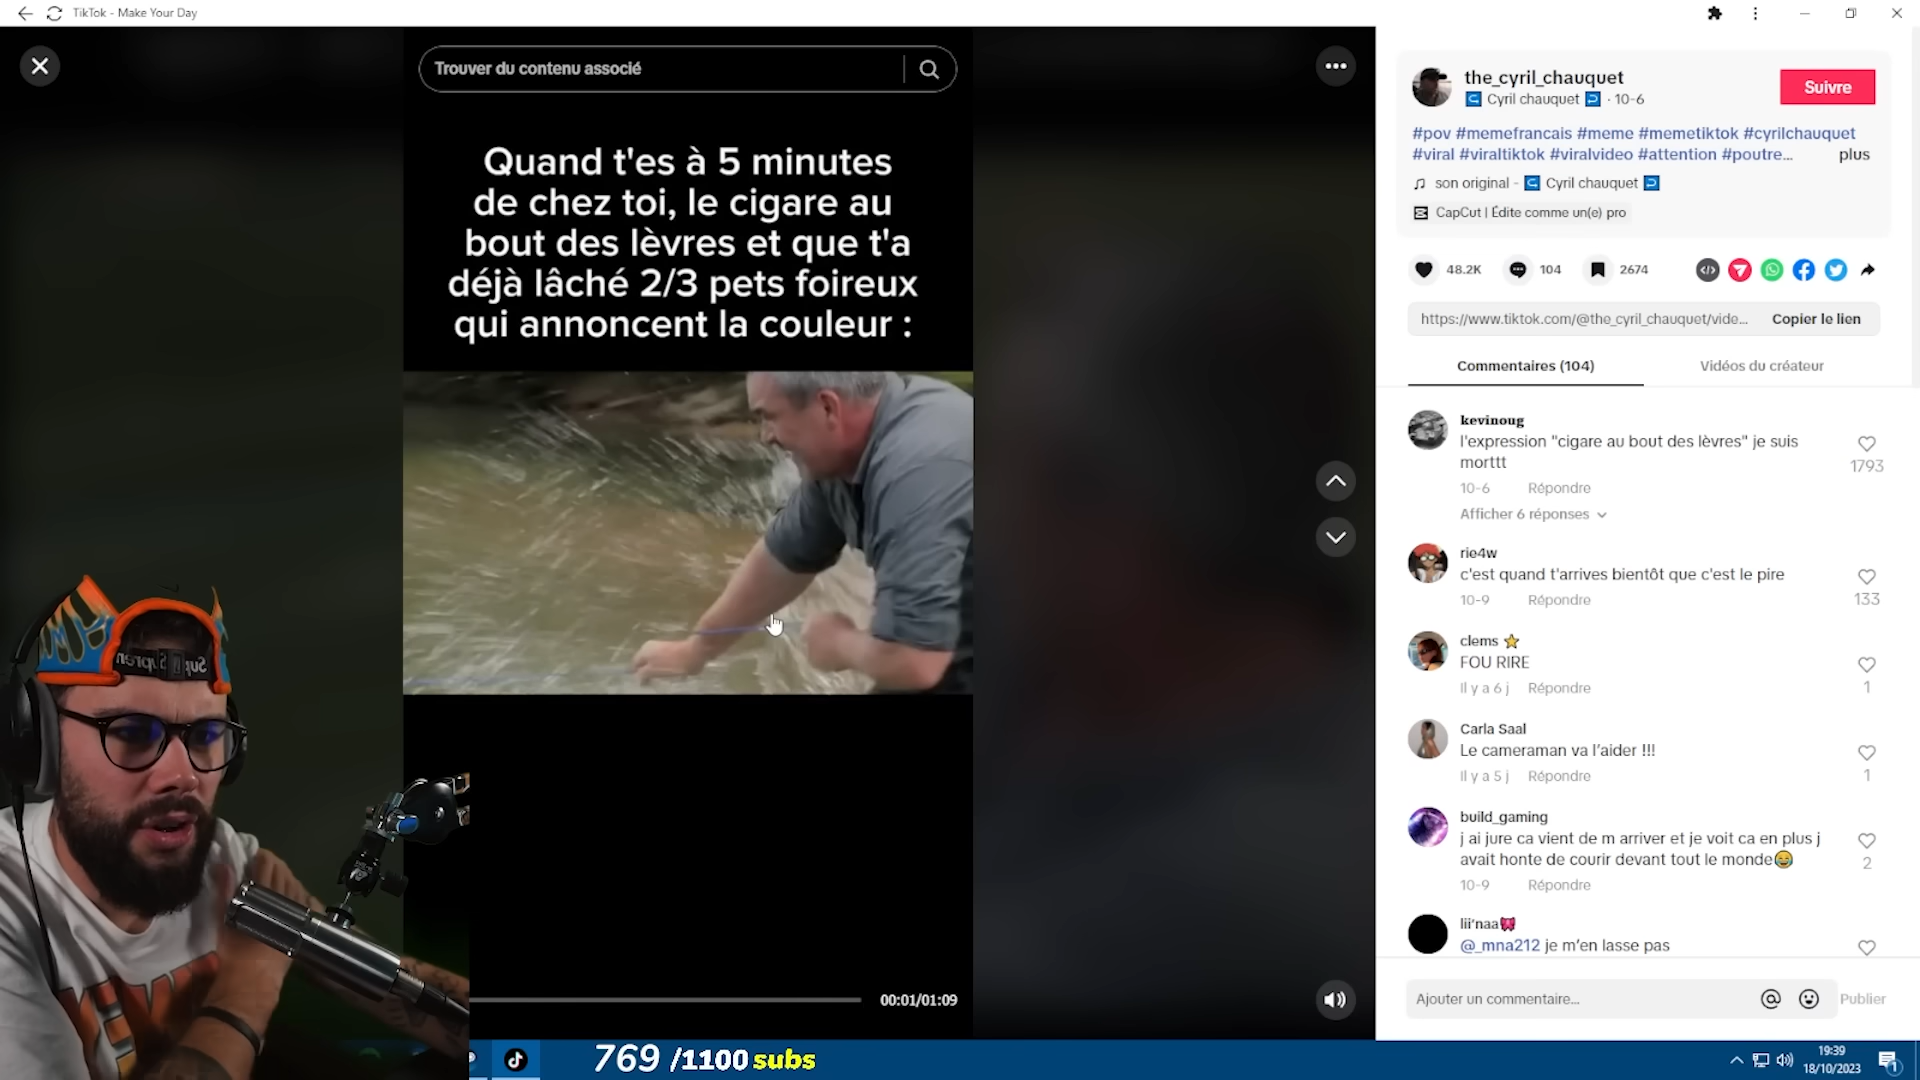 TikTok - Make Your Day
Trouver du contenu associé
Quand t'es à 5 minutes
de chez toi, le cigare au
bout des lèvres et que t'a
déjà lâché 2/3 pets foireux
qui annoncent la couleur :
00:01/01:09
the_cyril_chauquet
Cyril chauquet · 10-6
Suivre
#pov #memefrancais #meme #memetiktok #cyrilchauquet
#viral #viraltiktok #viralvideo #attention #poutre... plus
son original - Cyril chauquet
CapCut | Édite comme un(e) pro
48.2K 104 2674
https://www.tiktok.com/@the_cyril_chauquet/vide... Copier le lien
Commentaires (104) Vidéos du créateur
kevinoug
l'expression "cigare au bout des lèvres" je suis
morttt
1793
10-6 Répondre
Afficher 6 réponses
rie4w
c'est quand t'arrives bientôt que c'est le pire
133
10-9 Répondre
clems ⭐
FOU RIRE
Il y a 6 j Répondre
1
Carla Saal
Le cameraman va l'aider !!!
Il y a 5 j Répondre
1
build_gaming
j ai jure ca vient de m arriver et je voit ca en plus j
avait honte de courir devant tout le monde😂
2
10-9 Répondre
lii'naa🎀
@_mna212 je m'en lasse pas
Ajouter un commentaire... Publier
769 /1100 subs
19:39
18/10/2023
1